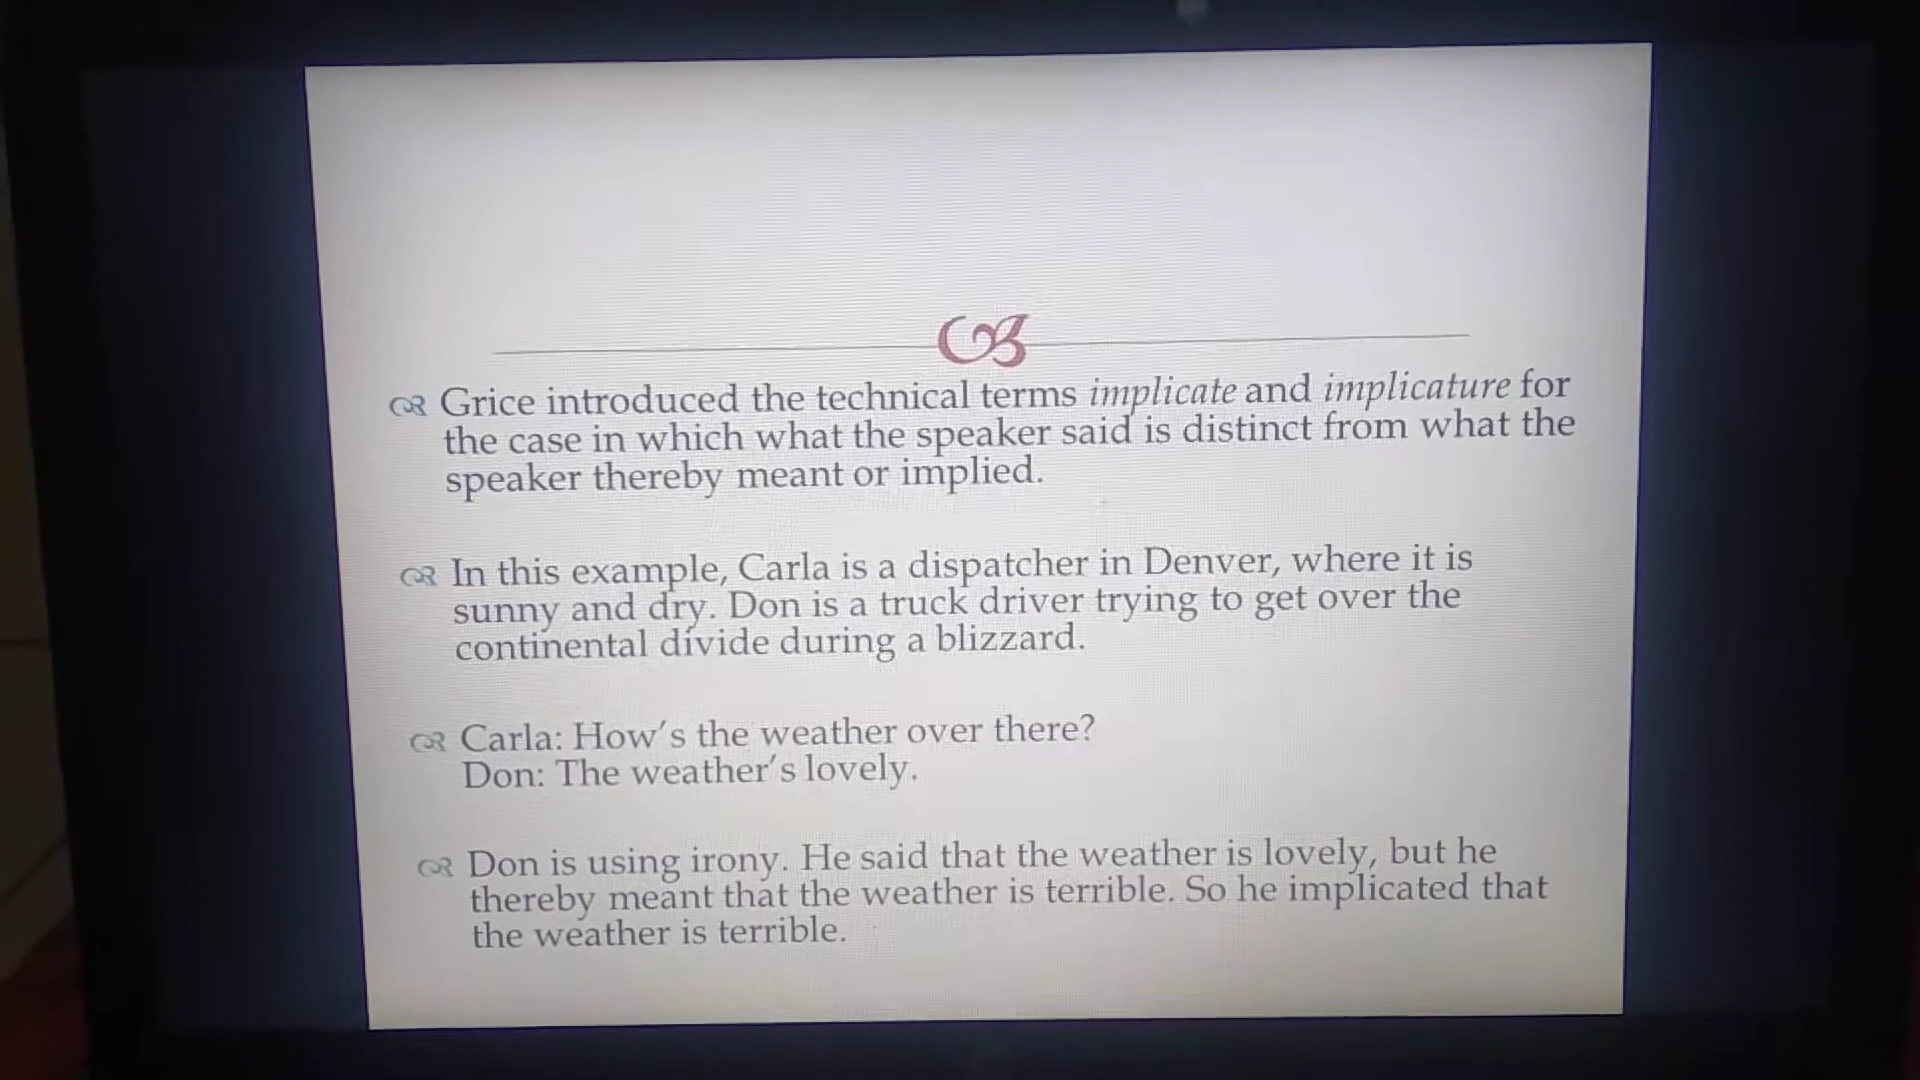 Grice introduced the technical terms implicate and implicature for
the case in which what the speaker said is distinct from what the
speaker thereby meant or implied.
In this example, Carla is a dispatcher in Denver, where it is
sunny and dry. Don is a truck driver trying to get over the
continental divide during a blizzard.
Carla: How's the weather over there?
Don: The weather's lovely.
Don is using irony. He said that the weather is lovely, but he
thereby meant that the weather is terrible. So he implicated that
the weather is terrible.